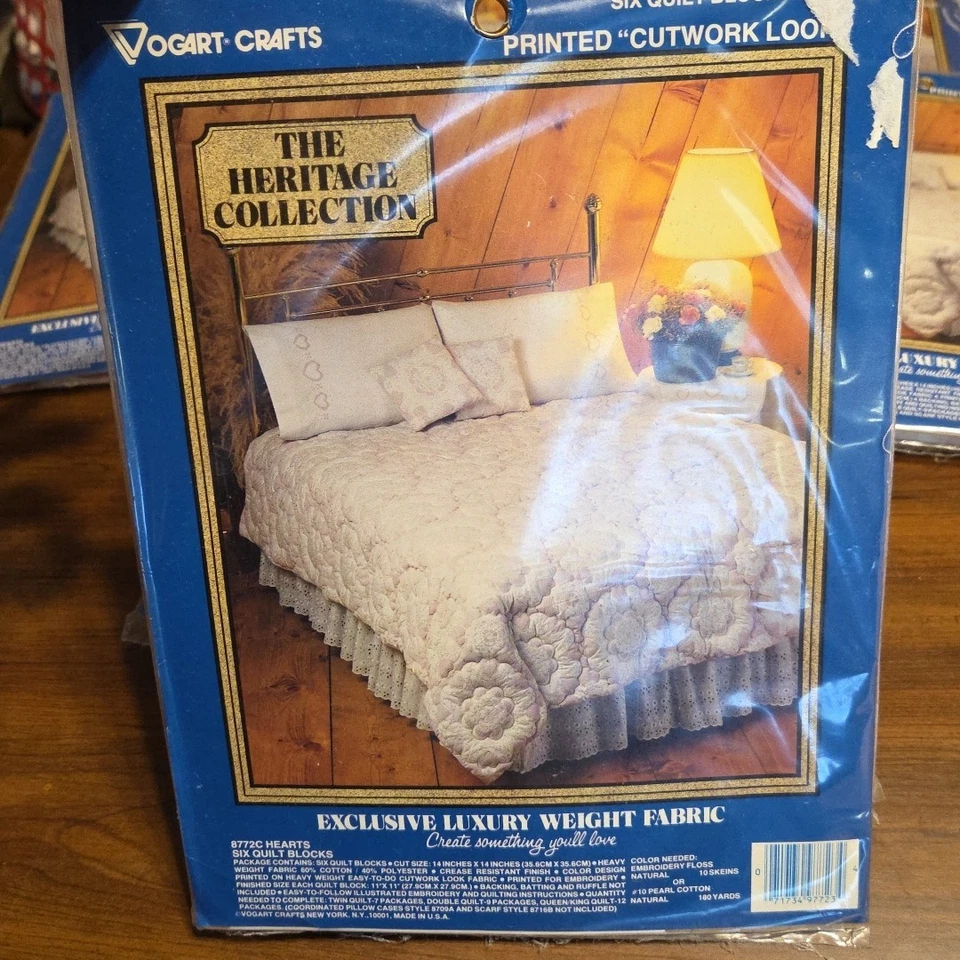 VOGART® CRAFTS
SIX QUILT
PRINTED "CUTWORK LOOK
THE
HERITAGE
COLLECTION
EXCLUSIVE LUXURY WEIGHT FABRIC
Create something you'll love
8772C HEARTS
SIX QUILT BLOCKS
PACKAGE CONTAINS: SIX QUILT BLOCKS • CUT SIZE: 14 INCHES X 14 INCHES (35.6CM X 35.6CM) • HEAVY
WEIGHT FABRIC 60% COTTON / 40% POLYESTER • CREASE RESISTANT FINISH • COLOR DESIGN
PRINTED ON HEAVY WEIGHT EASY-TO-DO CUTWORK LOOK FABRIC • PRINTED FOR EMBROIDERY •
FINISHED SIZE EACH QUILT BLOCK: 11"X 11" (27.9CM.X 27.9CM.) • BACKING, BATTING AND RUFFLE NOT
INCLUDED • EASY-TO-FOLLOW ILLUSTRATED EMBROIDERY AND QUILTING INSTRUCTIONS • QUANTITY
NEEDED TO COMPLETE: TWIN QUILT-7 PACKAGES, DOUBLE QUILT-9 PACKAGES, QUEEN/KING QUILT-12
PACKAGES. (COORDINATED PILLOW CASES STYLE 8709A AND SCARF STYLE 8716B NOT INCLUDED)
©VOGART CRAFTS NEW YORK, N.Y.,10001, MADE IN U.S.A.
COLOR NEEDED:
EMBROIDERY FLOSS
NATURAL 10 SKEINS
OR
#10 PEARL COTTON
NATURAL 180 YARDS
0 71734 97723 4
LUXURY